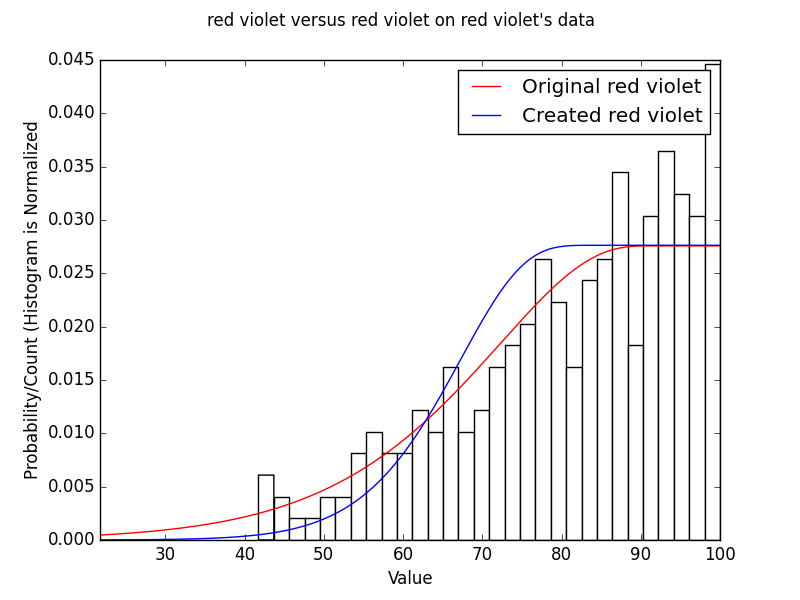 red violet versus red violet on red violet's data
0.045
0.040
0.035
0.030
0.025
0.020
0.015
0.010
0.005
0.000
Probability/Count (Histogram is Normalized
Original red violet
Created red violet
30 40 50 60 70 80 90 100
Value